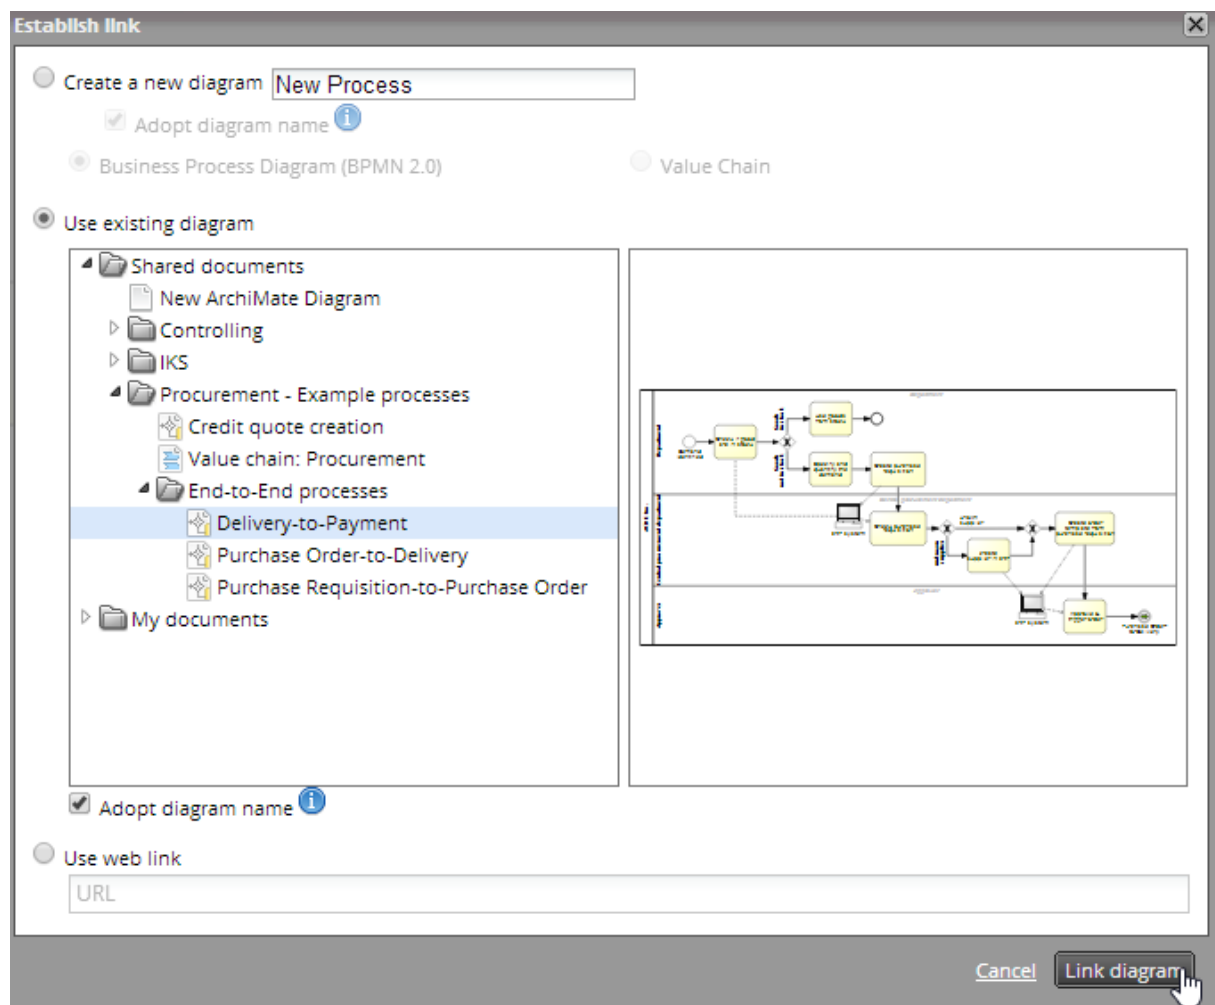 Establish link
Create a new diagram New Process
Adopt diagram name
Business Process Diagram (BPMN 2.0) Value Chain
Use existing diagram
Shared documents
New ArchiMate Diagram
Controlling
IKS
Procurement - Example processes
Credit quote creation
Value chain: Procurement
End-to-End processes
Delivery-to-Payment
Purchase Order-to-Delivery
Purchase Requisition-to-Purchase Order
My documents
Adopt diagram name
Use web link
URL
Cancel Link diagram